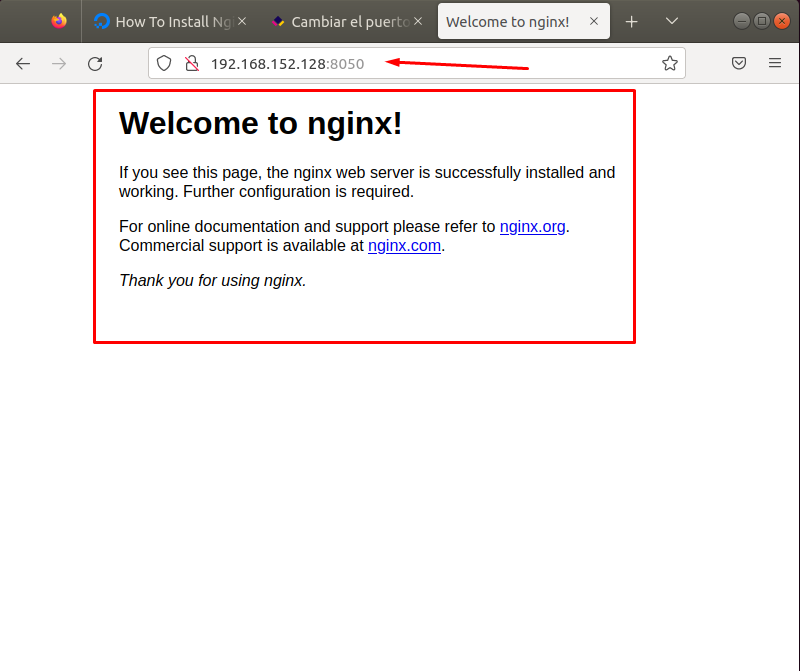 How To Install Ng
Cambiar el puerto
Welcome to nginx!
192.168.152.128:8050
Welcome to nginx!
If you see this page, the nginx web server is successfully installed and
working. Further configuration is required.
For online documentation and support please refer to nginx.org.
Commercial support is available at nginx.com.
Thank you for using nginx.